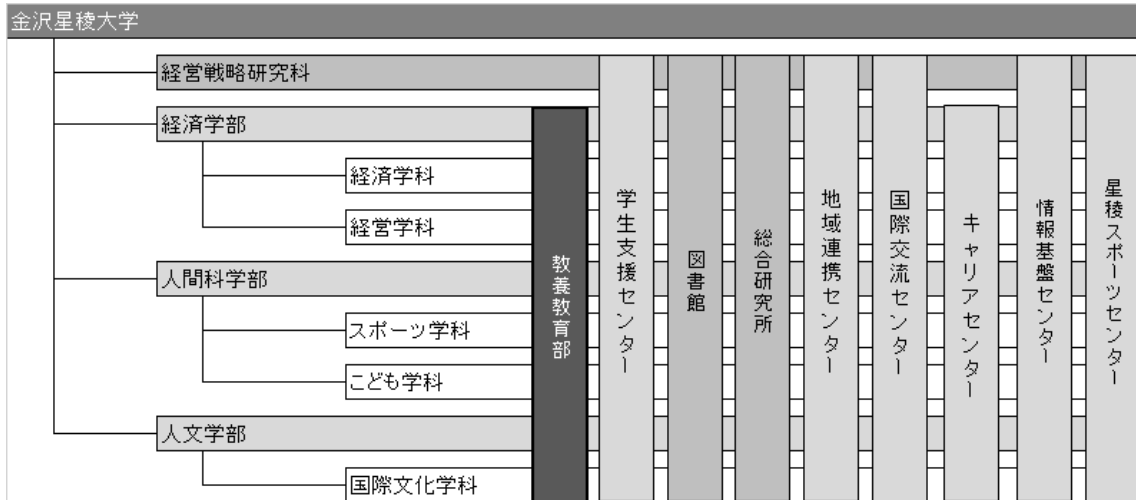 金沢星稜大学
経営戦略研究科
経済学部
経済学科
経営学科
人間科学部
スポーツ学科
こども学科
人文学部
国際文化学科
教養教育部
学生支援センター
図書館
総合研究所
地域連携センター
国際交流センター
キャリアセンター
情報基盤センター
星稜スポーツセンター